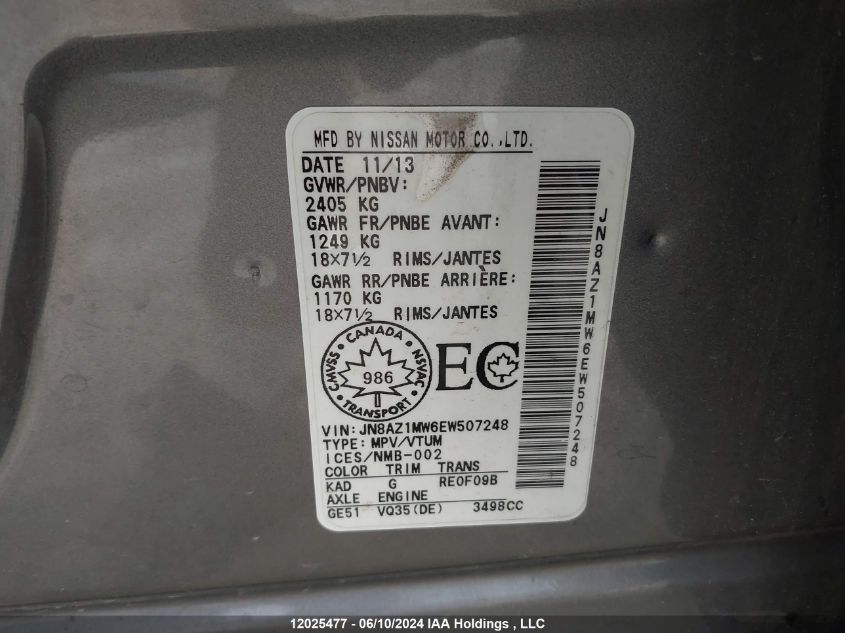 MFD BY NISSAN MOTOR CO.,LTD.
DATE 11/13
GVWR/PNBV:
2405 KG
GAWR FR/PNBE AVANT:
1249 KG
18X7½ RIMS/JANTES
GAWR RR/PNBE ARRIÈRE:
1170 KG
18X7½ RIMS/JANTES
CANADA
CMVSS
NSVAC
986
TRANSPORT
EC
VIN:JN8AZ1MW6EW507248
TYPE: MPV/VTUM
ICES/NMB-002
COLOR TRIM TRANS
KAD G RE0F09B
AXLE ENGINE
GE51 VQ35(DE) 3498CC
JN8AZ1MW6EW507248
12025477 - 06/10/2024 IAA Holdings , LLC